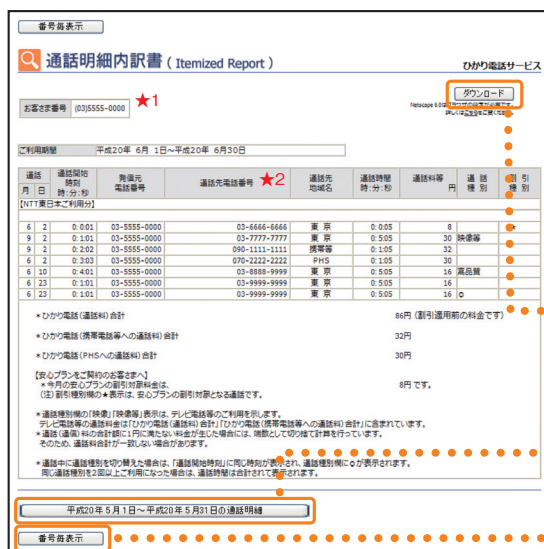 番号毎表示
通話明細内訳書 ( Itemized Report )
ひかり電話サービス
ダウンロード
お客さま番号 (03)5555-0000
★1
ご利用期間 平成20年 6月 1日～平成20年 6月30日
通話 月 日 通話開始時刻 時:分:秒 発信元電話番号 通話先電話番号 ★2 通話先地域名 通話時間 時:分:秒 通話料等 円 通話種別 割引種別
【NTT東日本ご利用分】
6 2 0:0:01 03-5555-0000 03-6666-6666 東京 0:0:05 8
9 2 0:1:01 03-5555-0000 03-7777-7777 東京 0:5:05 30 映像等
9 2 0:2:02 03-5555-0000 090-1111-1111 携帯等 0:1:05 32
6 2 0:3:03 03-5555-0000 070-2222-2222 PHS 0:1:05 30
6 10 0:4:01 03-5555-0000 03-8888-9999 東京 0:5:05 16 高品質
6 23 0:1:01 03-5555-0000 03-9999-9999 東京 0:5:05 16
6 23 0:1:01 03-5555-0000 03-9999-9999 東京 0:5:05 16 o
*ひかり電話(通話料)合計 86円 (割引適用前の料金です)
*ひかり電話(携帯電話等への通話料)合計 32円
*ひかり電話(PHSへの通話料)合計 30円
【安心プランをご契約のお客さまへ】
*今月の安心プランの割引対象料金は、 8円 です。
(注) 割引種別欄の★表示は、安心プランの割引対象となる通話です。
*通話種別欄の「映像」「映像等」表示は、テレビ電話等のご利用を示します。
テレビ電話等の通話料金は「ひかり電話(通話料)合計」「ひかり電話(携帯電話等への通話料)合計」に含まれています。
*通話(通信)料の合計額に1円に満たない料金が生じた場合には、端数として切り捨て計算を行っています。
そのため、通話料合計が一致しない場合があります。
*通話中に通話種別を切り替えた場合は、「通話開始時刻」に同じ時刻が表示され、通話種別欄にoが表示されます。
同じ通話種別を2回以上ご利用になった場合は、通話時間は合計されて表示されます。
平成20年 5月1日～平成20年 5月31日の通話明細
番号毎表示